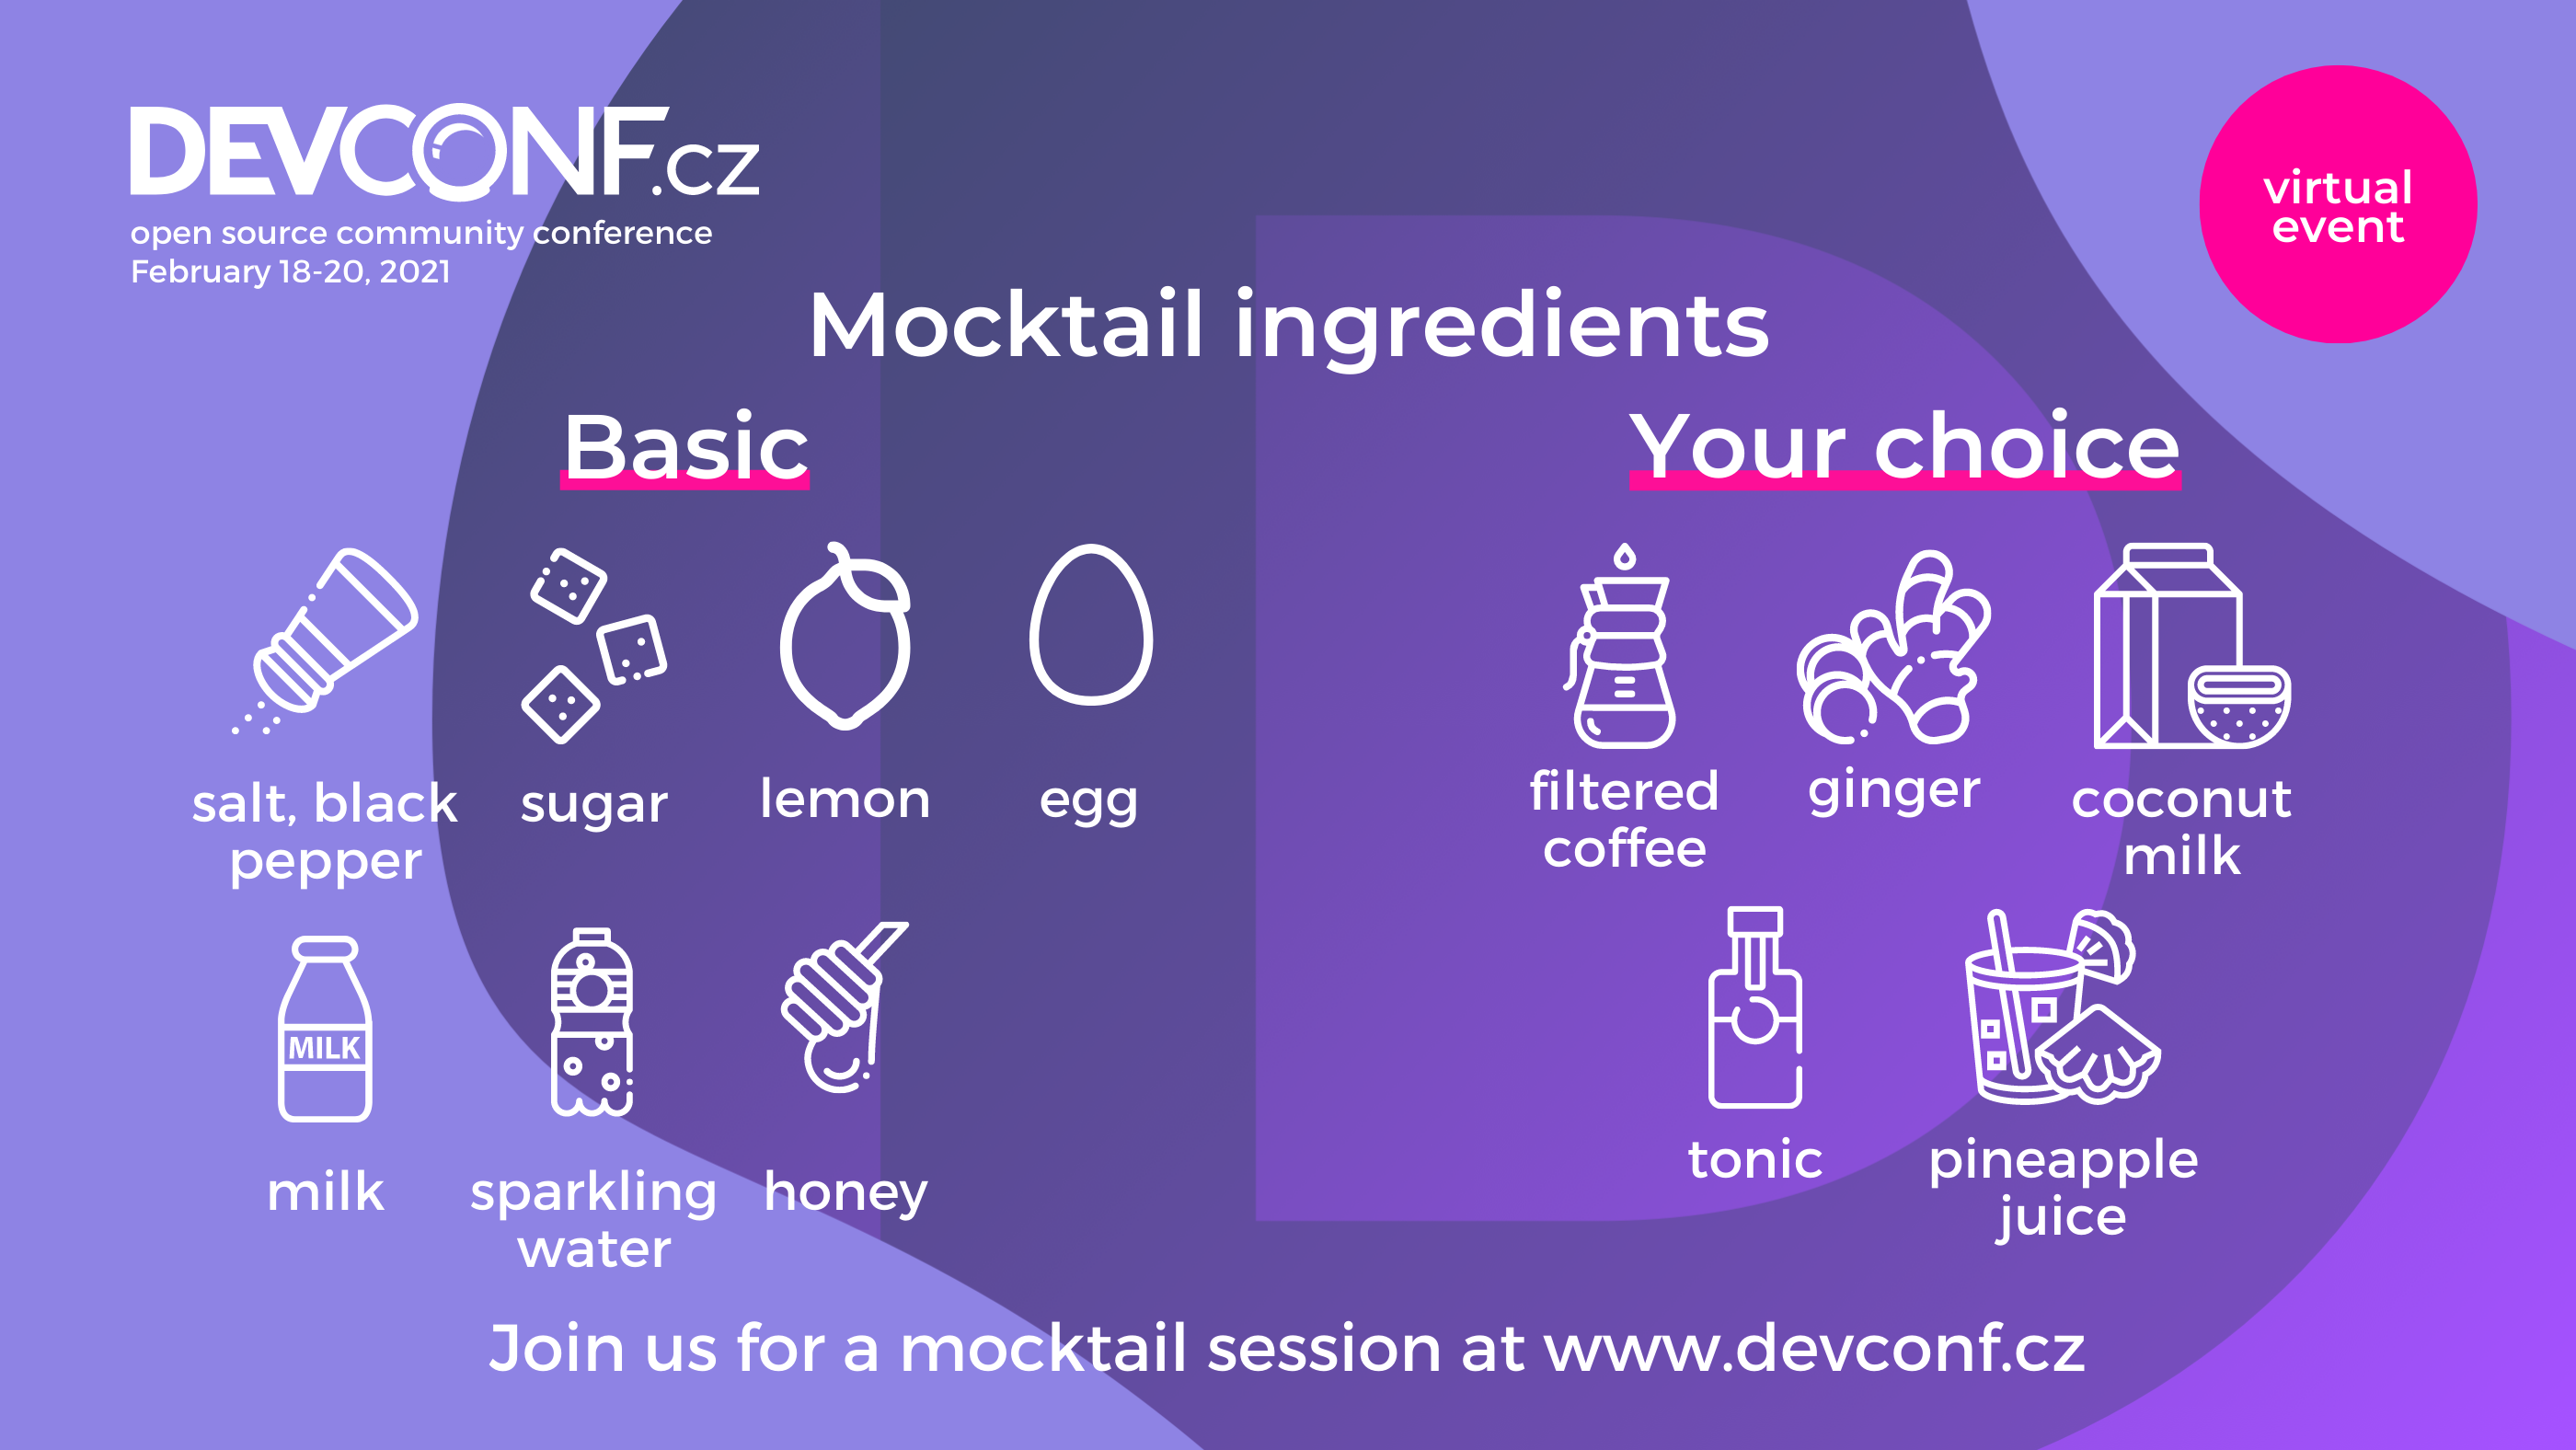 DEVCONF.cz
open source community conference
February 18-20, 2021
virtual
event
Mocktail ingredients
Basic
Your choice
salt, black
pepper
sugar
lemon
egg
filtered
coffee
ginger
coconut
milk
MILK
milk
sparkling
water
honey
tonic
pineapple
juice
Join us for a mocktail session at www.devconf.cz